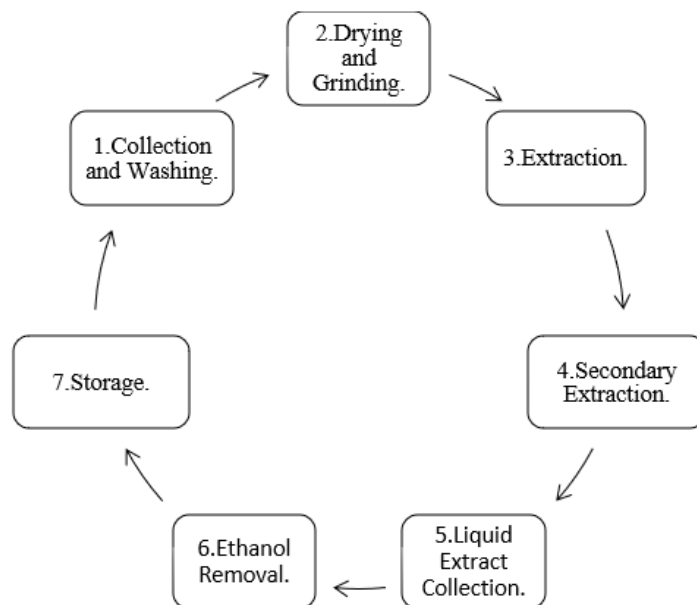 1.Collection
and Washing.
2.Drying
and
Grinding.
3.Extraction.
4.Secondary
Extraction.
5.Liquid
Extract
Collection.
6.Ethanol
Removal.
7.Storage.